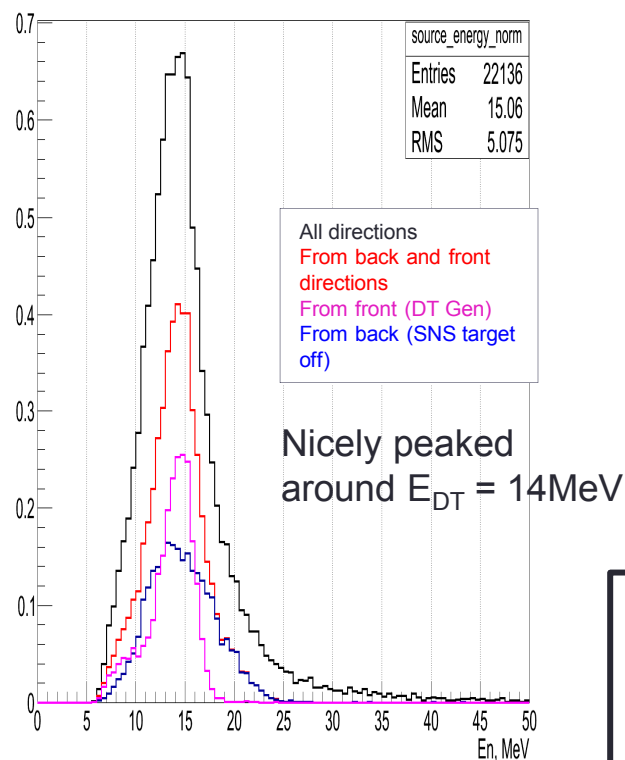 source_energy_norm
Entries 22136
Mean 15.06
RMS 5.075
0.7
0.6
0.5
0.4
0.3
0.2
0.1
0
All directions
From back and front
directions
From front (DT Gen)
From back (SNS target
off)
Nicely peaked
around E_DT = 14MeV
0 5 10 15 20 25 30 35 40 45 50
En, MeV